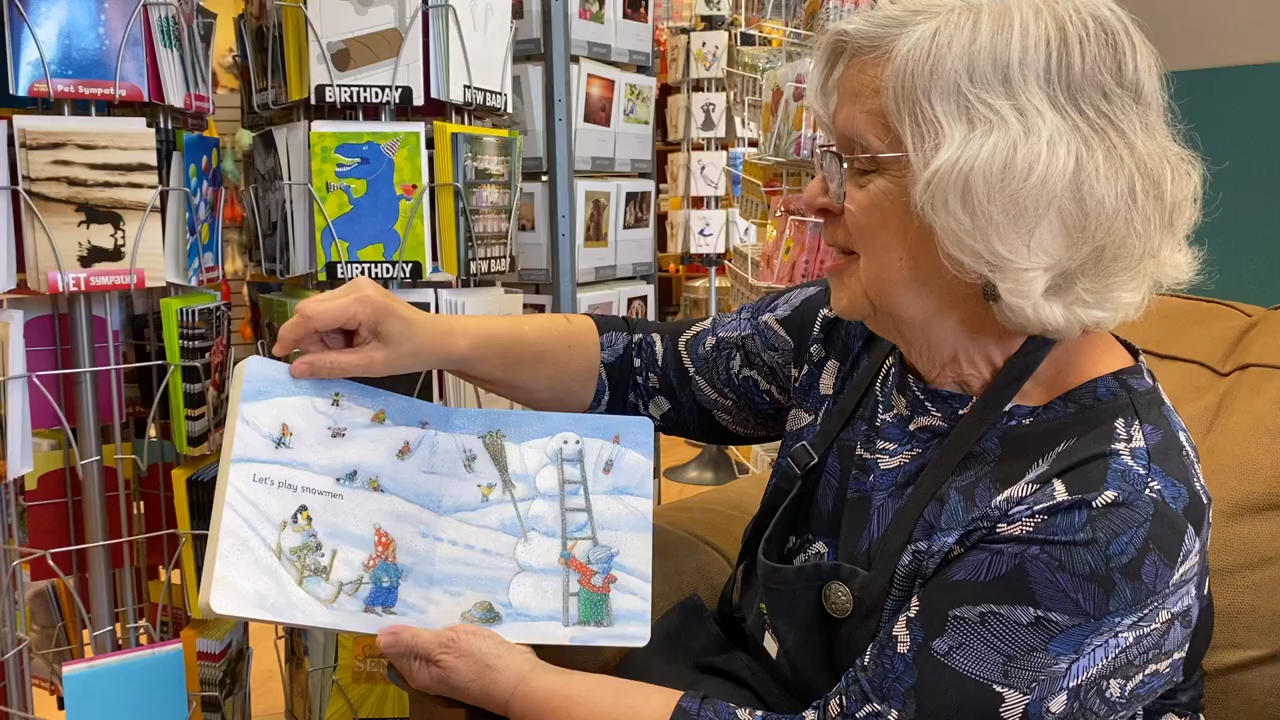 Pet Sympathy
BIRTHDAY
NEW BABY
PET SYMPATHY
BIRTHDAY
NEW BABY
Let's play snowmen